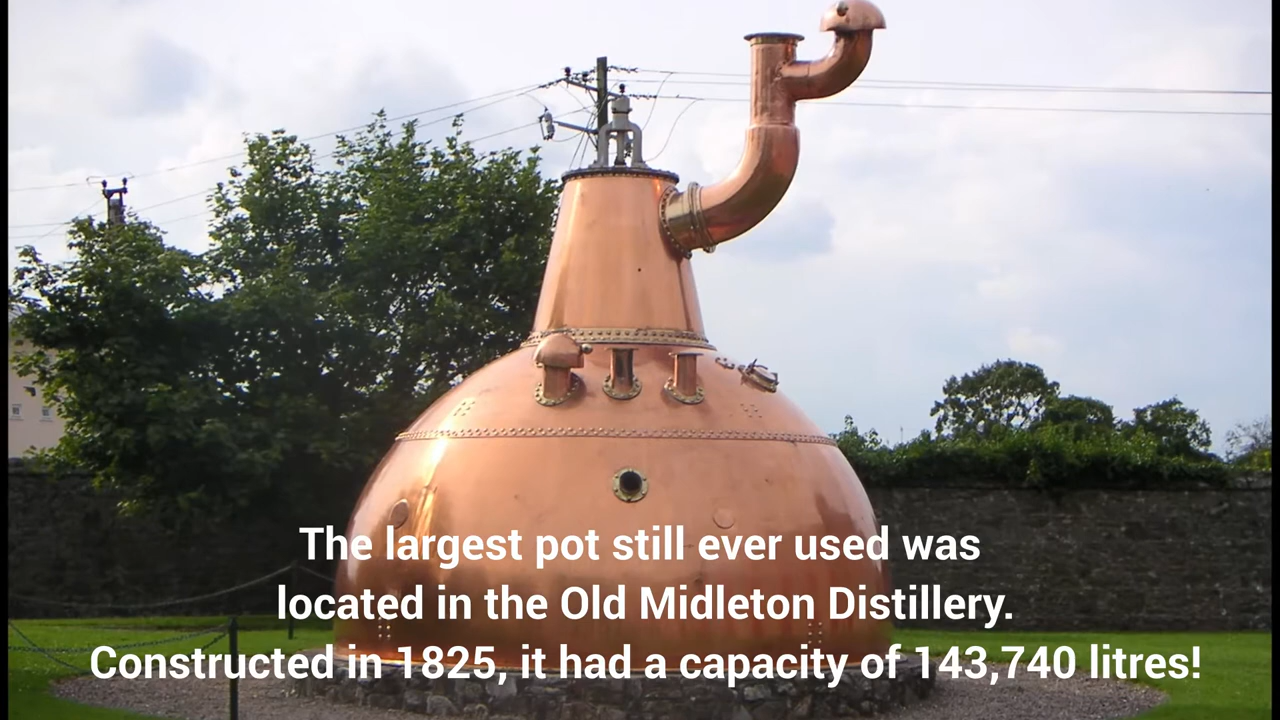 The largest pot still ever used was
located in the Old Midleton Distillery.
Constructed in 1825, it had a capacity of 143,740 litres!